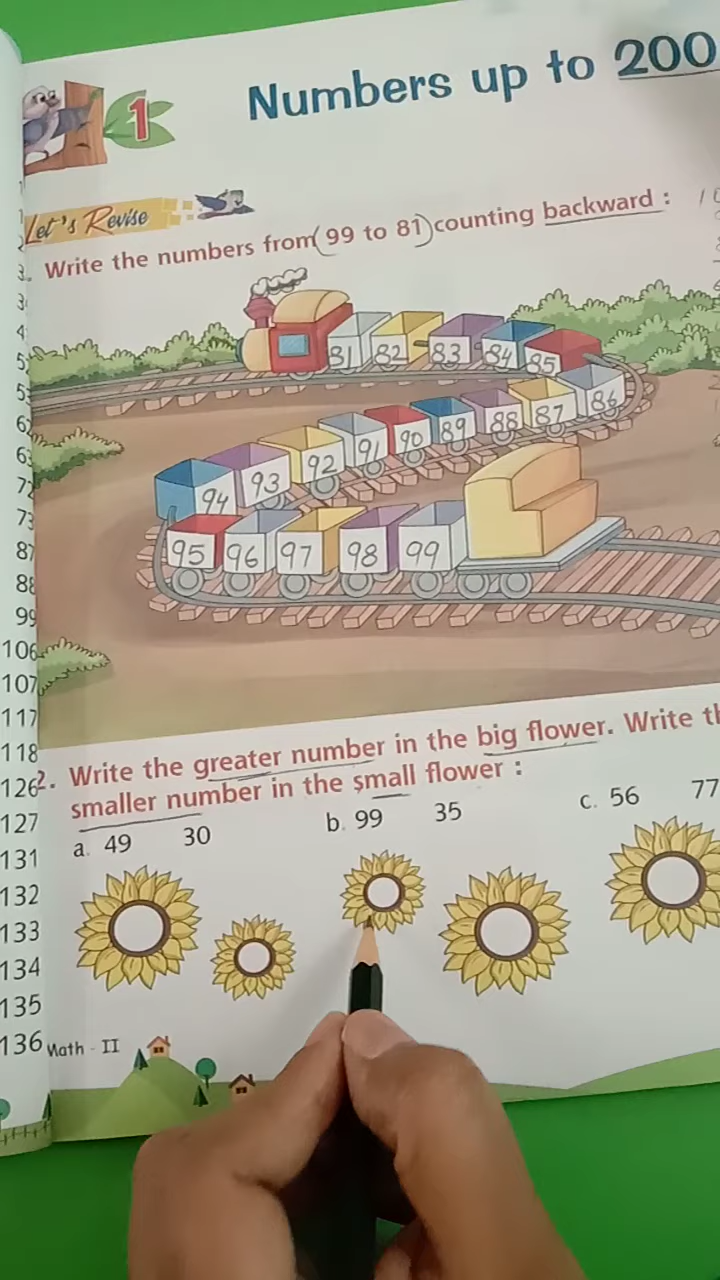 1
Numbers up to 200
Let's Revise
Write the numbers from (99 to 81) counting backward :
81 82 83 84 85
94 93 92 91 90 89 88 87 86
95 96 97 98 99
2. Write the greater number in the big flower. Write
smaller number in the small flower :
a. 49 30 b. 99 35 c. 56 77
Math - II
99
106
107
117
118
126
127
131
132
133
134
135
136